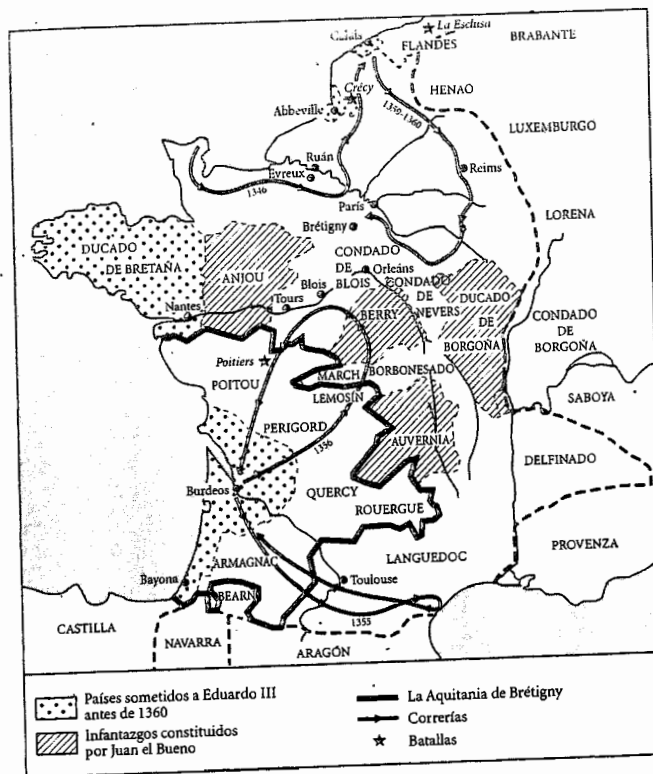 La Esclusa
BRABANTE
Calais
FLANDES
HENAO
Crécy
Abbeville
1359-1360
LUXEMBURGO
Ruán
Evreux
Reims
1346
París
Brétigny
LORENA
DUCADO
DE BRETAÑA
ANJOU
CONDADO
DE
BLOIS
Orleáns
Blois
Tours
Nantes
CONDADO
DE
NEVERS
BERRY
DUCADO
DE
BORGOÑA
CONDADO
DE
BORGOÑA
Poitiers
POITOU
MARCH
BORBONESADO
LEMOSÍN
SABOYA
PERIGORD
1356
AUVERNIA
DELFINADO
Burdeos
QUERCY
ROUERGUE
ARMAGNAC
LANGUEDOC
PROVENZA
Bayona
Toulouse
BEARN
1355
CASTILLA
NAVARRA
ARAGÓN
Países sometidos a Eduardo III
antes de 1360
Infantazgos constituidos
por Juan el Bueno
La Aquitania de Brétigny
Correrías
Batallas